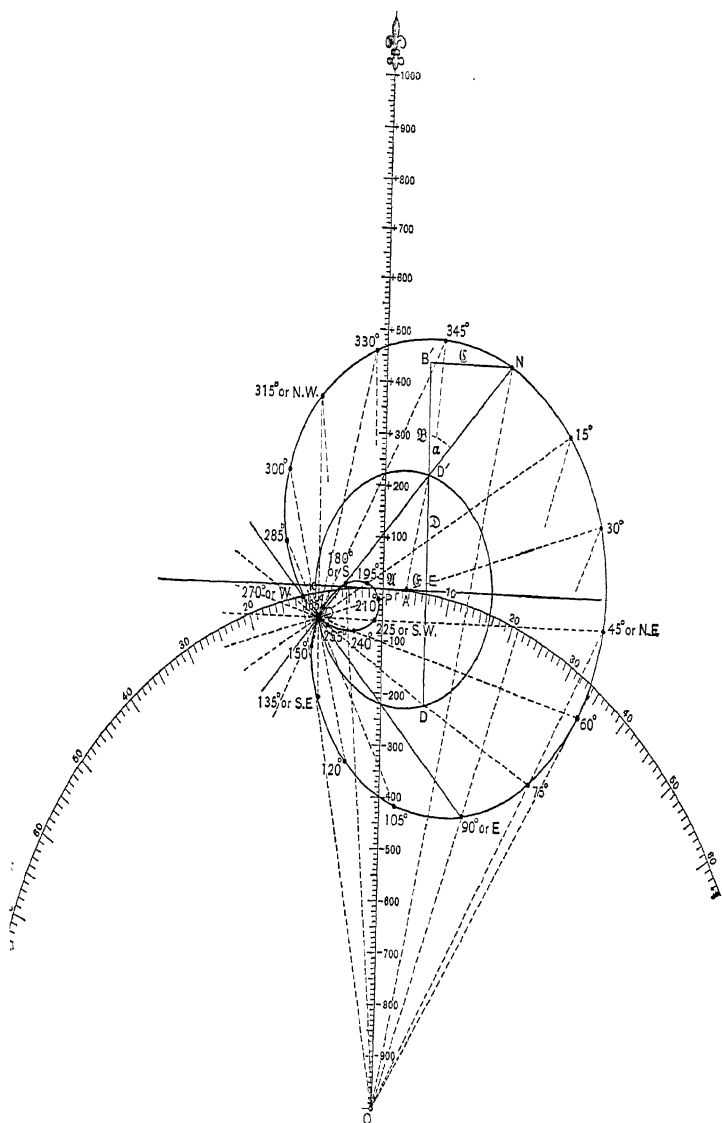 +1000
+900
+800
+700
+600
+500
345°
330°
B′ 𝕮 N
+400
315° or N.W.
+300 𝕭 α 15°
300°
+200 D′
𝕯 30°
285° +100
180°
or S. 195° 𝕬 𝕮 E
270° or W. 210° P A 10
20 225 or S.W. 20 45° or N.E
255° 240° -100
30 150° 30
135° or S.E -200 D 60° 40
40
-300
120° 75° 50
50
-400
105° 90° or E
60 -500 60
-600
-700
-800
-900
O